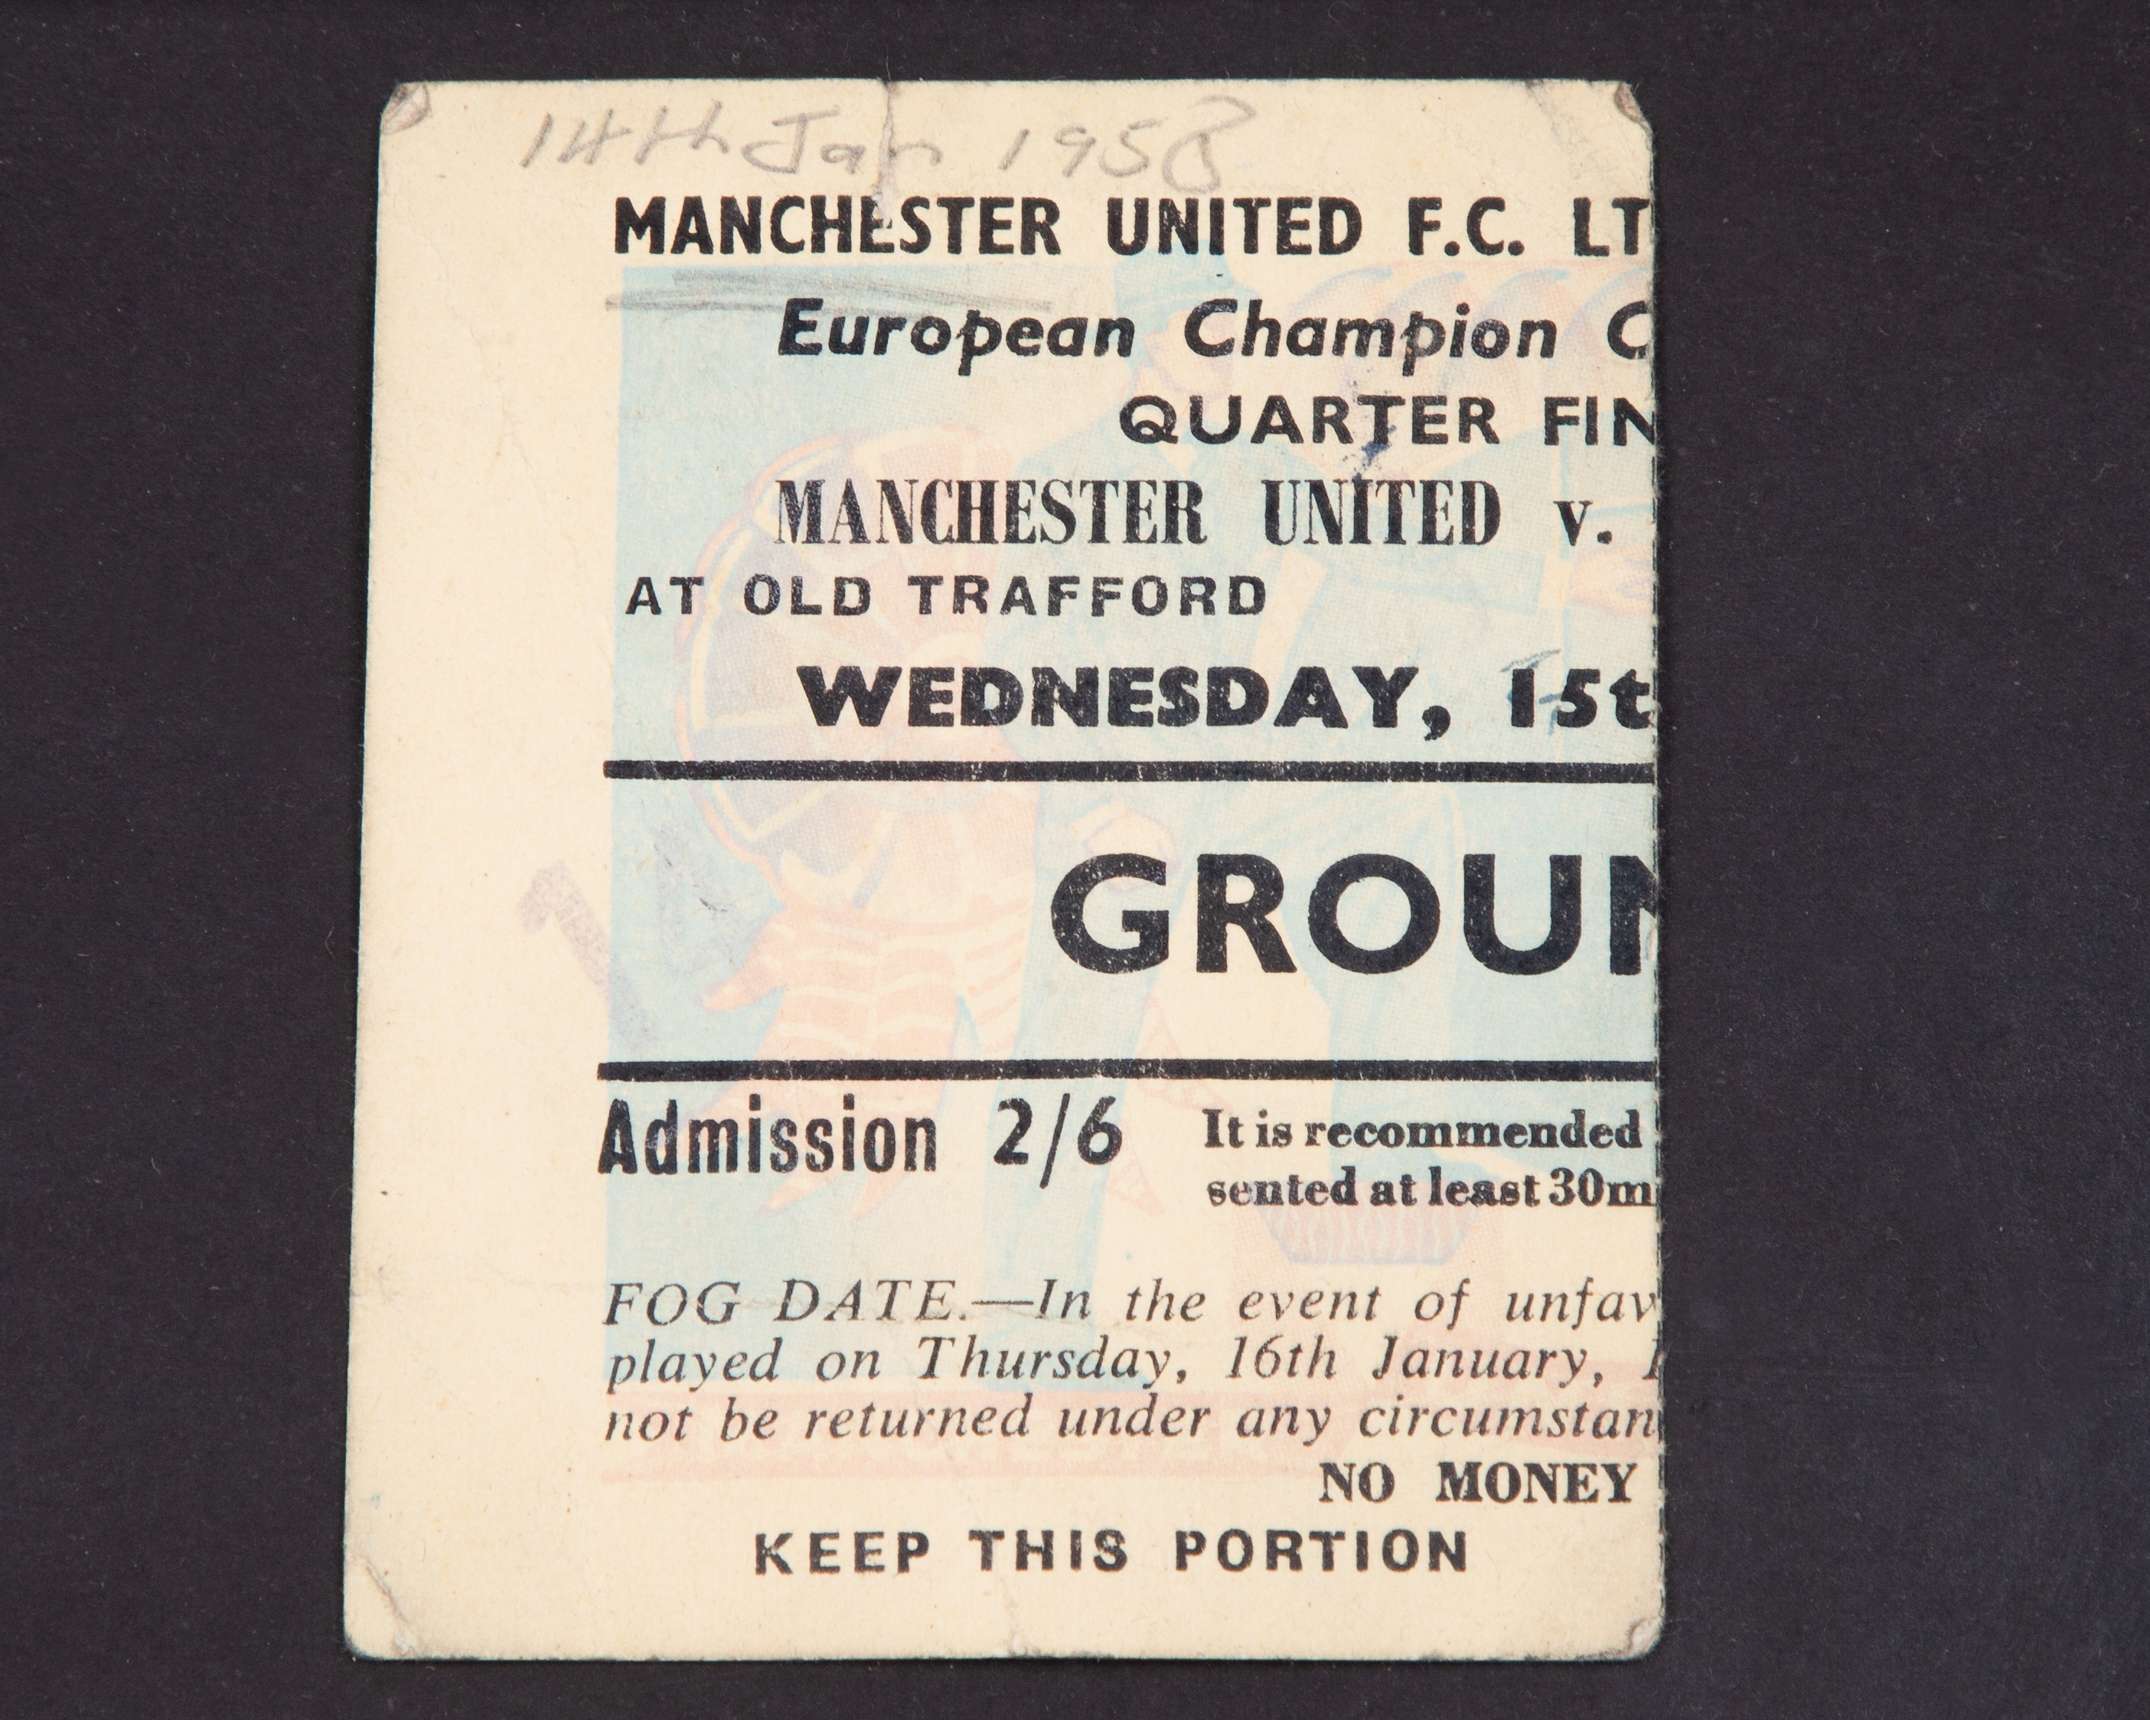 14th Jan 1958
MANCHESTER UNITED F.C. LT
European Champion C
QUARTER FIN
MANCHESTER UNITED v.
AT OLD TRAFFORD
WEDNESDAY, 15t
GROUN
Admission 2/6
It is recommended
sented at least 30m
FOG DATE.—In the event of unfav
played on Thursday, 16th January, 1
not be returned under any circumstan
NO MONEY
KEEP THIS PORTION